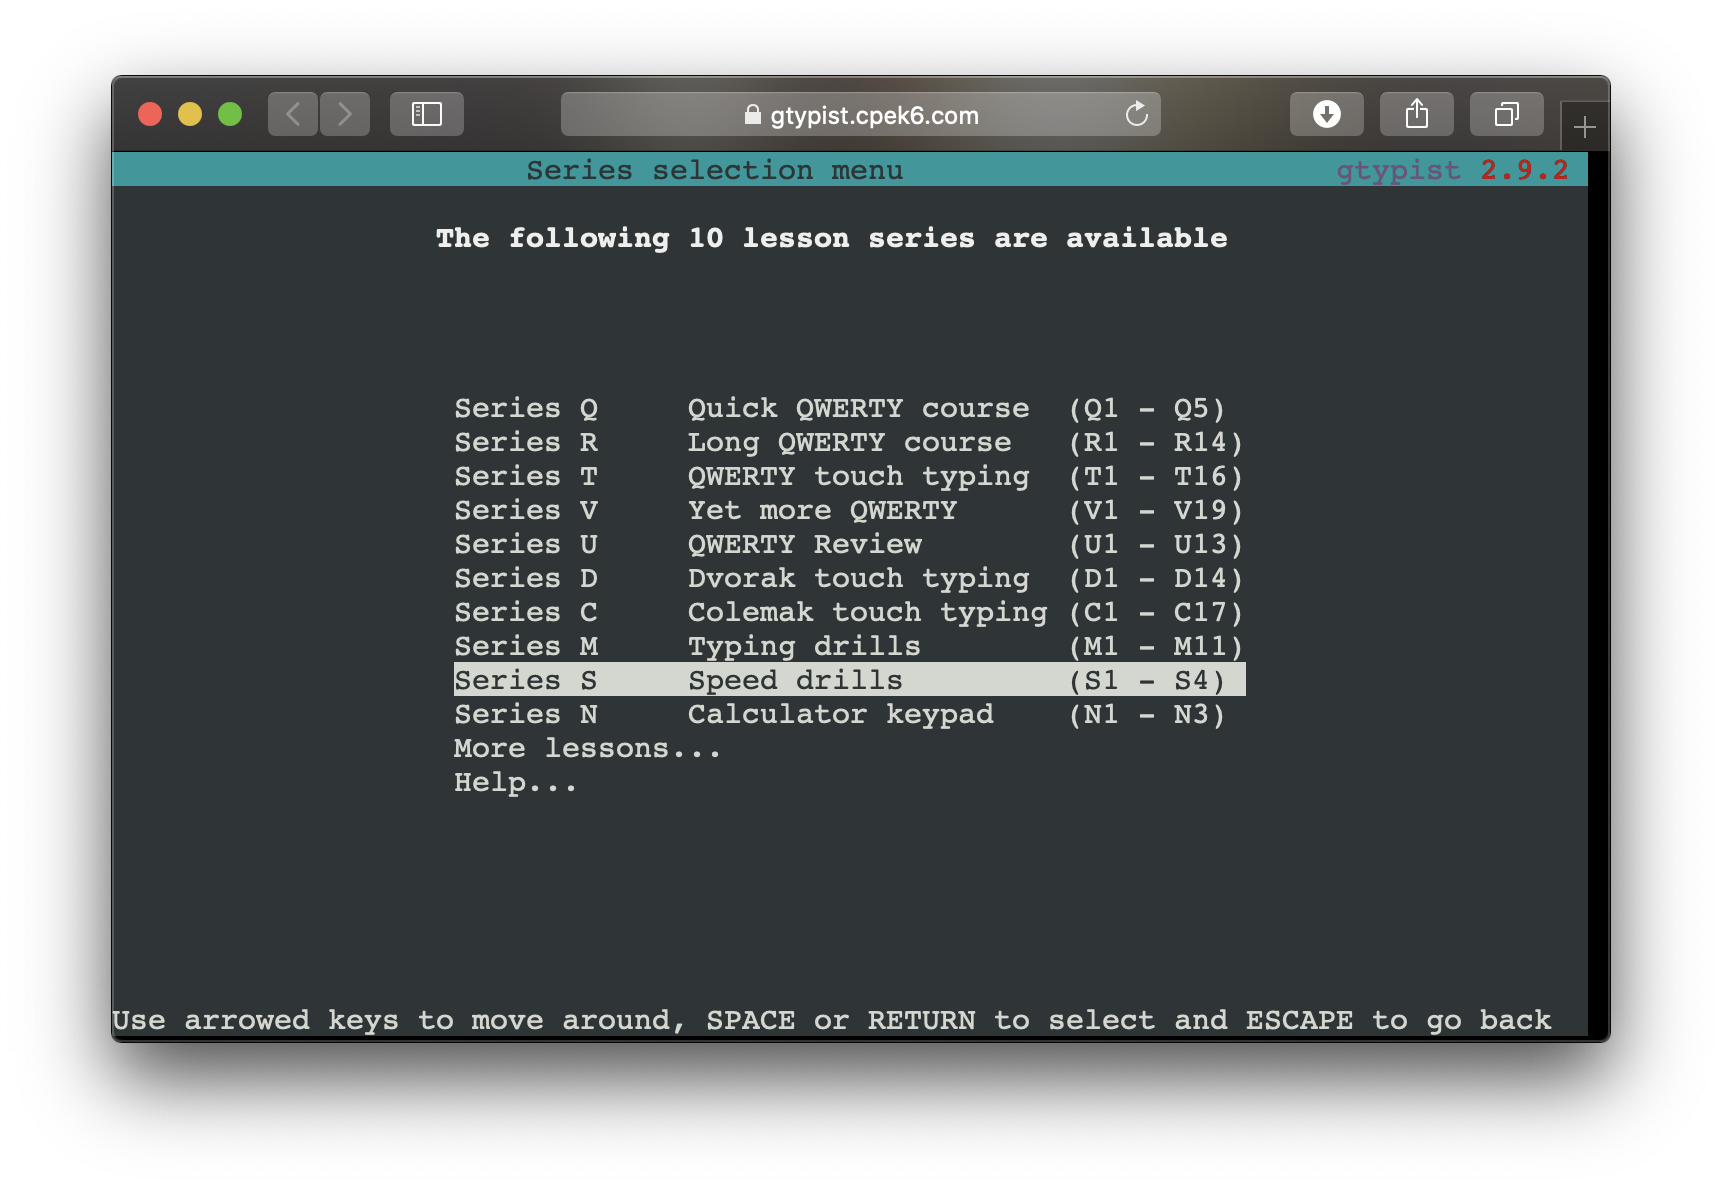 gtypist.cpek6.com
Series selection menu gtypist 2.9.2
The following 10 lesson series are available
Series Q Quick QWERTY course (Q1 - Q5)
Series R Long QWERTY course (R1 - R14)
Series T QWERTY touch typing (T1 - T16)
Series V Yet more QWERTY (V1 - V19)
Series U QWERTY Review (U1 - U13)
Series D Dvorak touch typing (D1 - D14)
Series C Colemak touch typing (C1 - C17)
Series M Typing drills (M1 - M11)
Series S Speed drills (S1 - S4)
Series N Calculator keypad (N1 - N3)
More lessons...
Help...
Use arrowed keys to move around, SPACE or RETURN to select and ESCAPE to go back